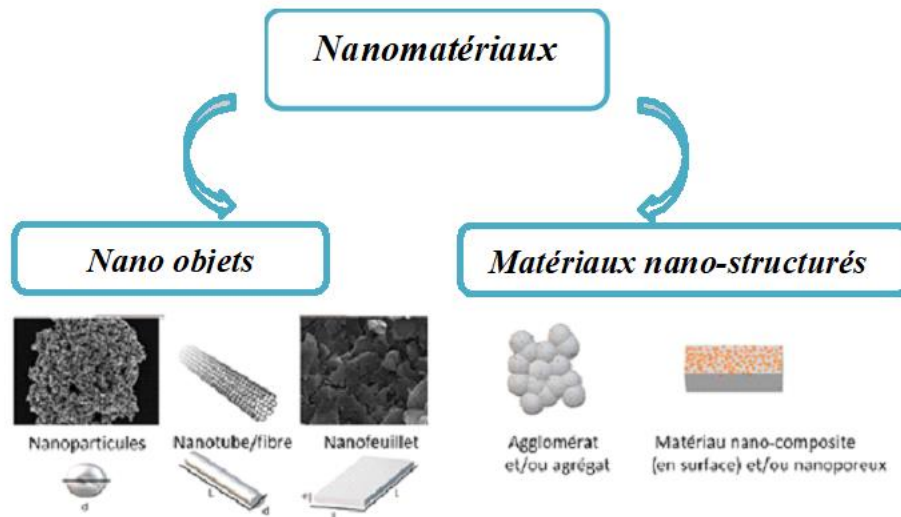 Nanomatériaux
Nano objets
Matériaux nano-structurés
Nanoparticules
Nanotube/fibre
Nanofeuillet
Agglomérat
et/ou agrégat
Matériau nano-composite
(en surface) et/ou nanoporeux
d
L
d
L